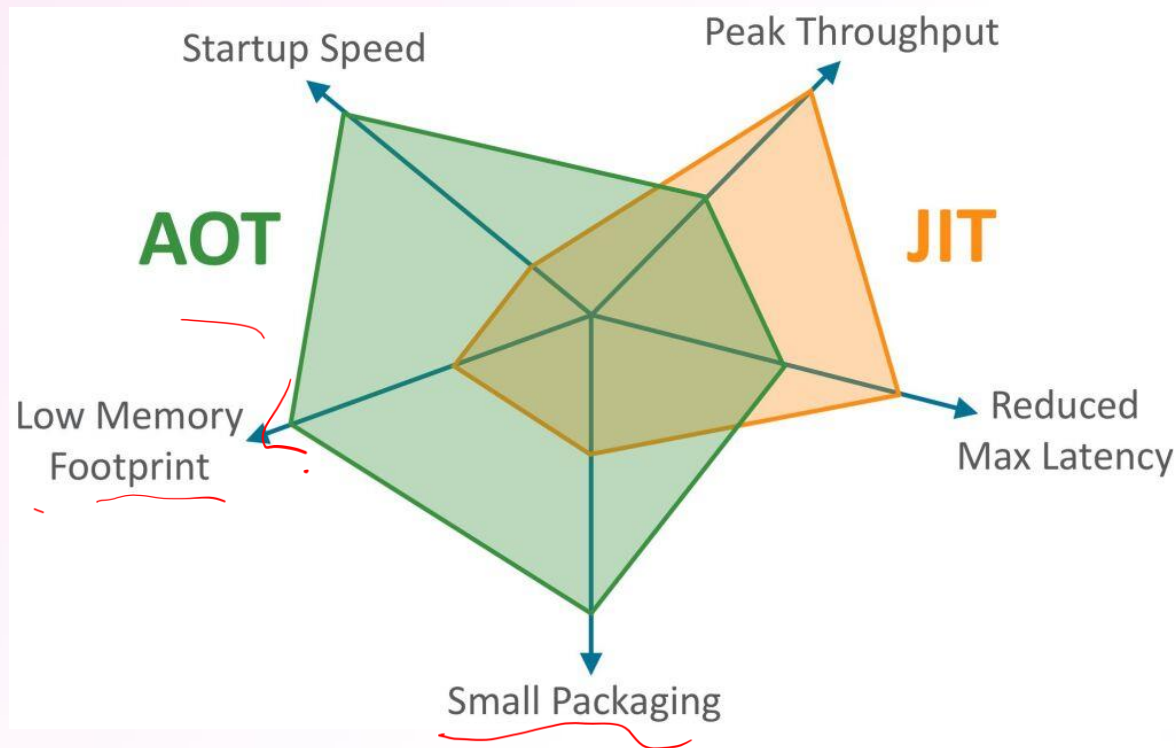 Startup Speed
Peak Throughput
AOT
JIT
Low Memory
Footprint
Reduced
Max Latency
Small Packaging